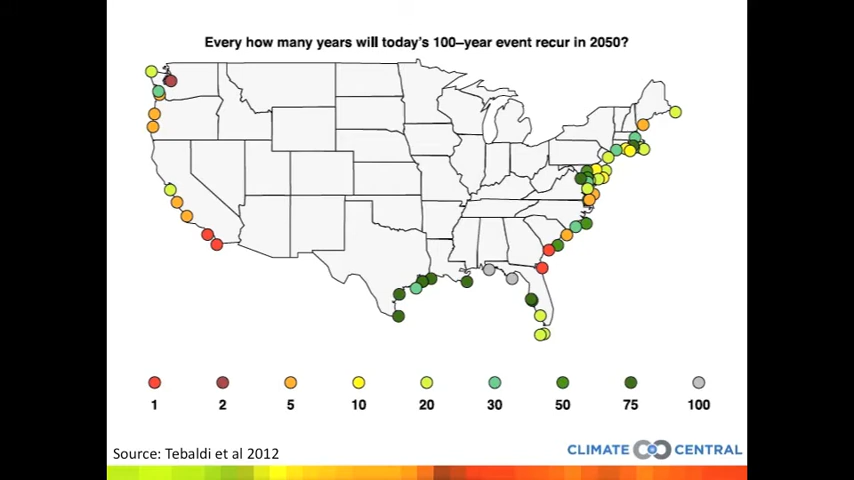 Every how many years will today's 100–year event recur in 2050?
1 2 5 10 20 30 50 75 100
Source: Tebaldi et al 2012
CLIMATE CENTRAL